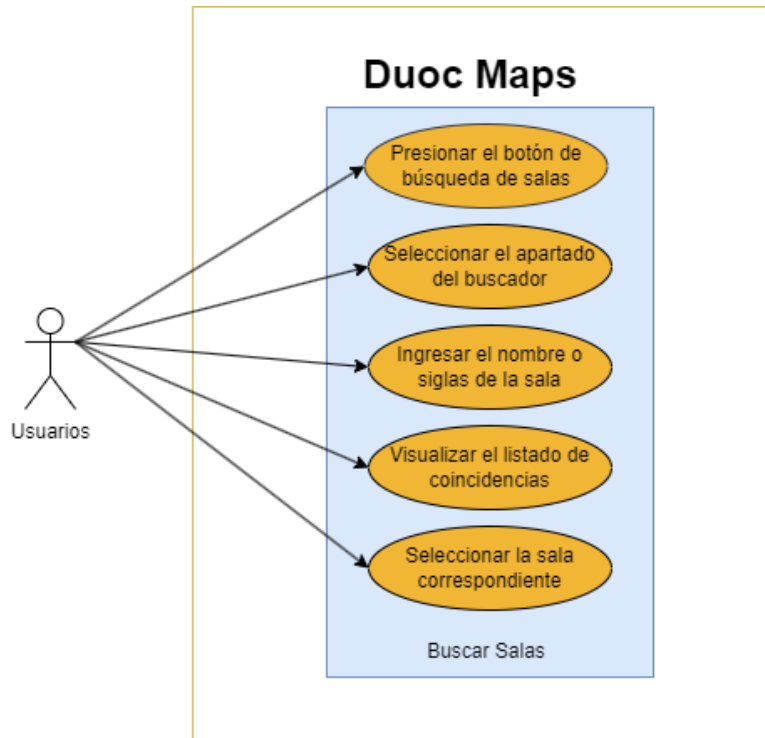 Duoc Maps
Presionar el botón de
búsqueda de salas
Seleccionar el apartado
del buscador
Ingresar el nombre o
siglas de la sala
Usuarios
Visualizar el listado de
coincidencias
Seleccionar la sala
correspondiente
Buscar Salas